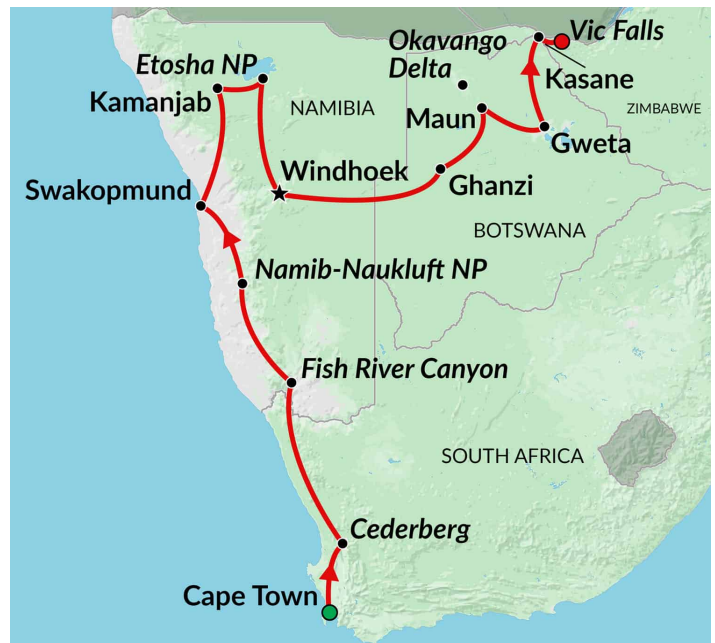 Vic Falls
Okavango
Delta
Etosha NP
Kasane
Kamanjab
NAMIBIA
ZIMBABWE
Maun
Gweta
Windhoek
Ghanzi
Swakopmund
BOTSWANA
Namib-Naukluft NP
Fish River Canyon
SOUTH AFRICA
Cederberg
Cape Town